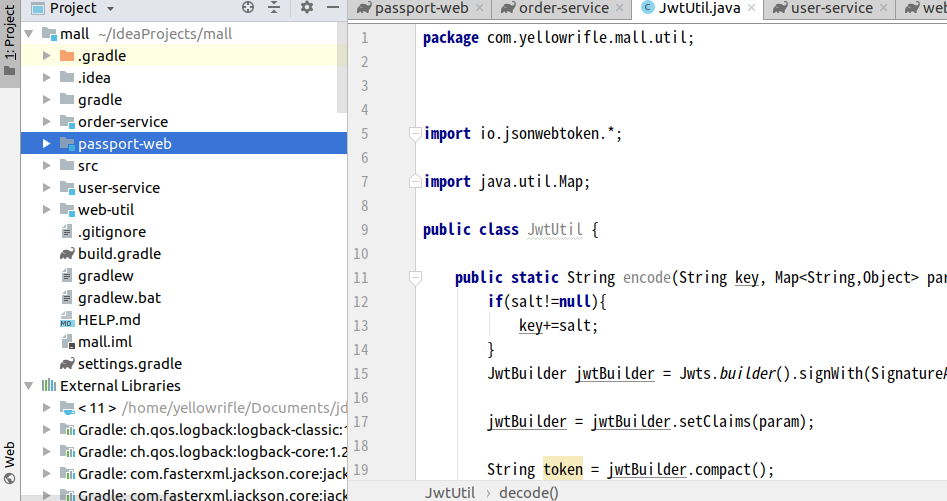 1: Project
Web
Project
mall ~/IdeaProjects/mall
.gradle
.idea
gradle
order-service
passport-web
src
user-service
web-util
.gitignore
build.gradle
gradlew
gradlew.bat
HELP.md
mall.iml
settings.gradle
External Libraries
< 11 > /home/yellowrifle/Documents/jd
Gradle: ch.qos.logback:logback-classic:1
Gradle: ch.qos.logback:logback-core:1.2
Gradle: com.fasterxml.jackson.core:jack
Gradle: com.fasterxml.jackson.core:jack
passport-web order-service JwtUtil.java user-service web
1 package com.yellowrifle.mall.util;
2
3
4
5 import io.jsonwebtoken.*;
6
7 import java.util.Map;
8
9 public class JwtUtil {
10
11 public static String encode(String key, Map<String,Object> par
12 if(salt!=null){
13 key+=salt;
14 }
15 JwtBuilder jwtBuilder = Jwts.builder().signWith(SignatureA
16
17 jwtBuilder = jwtBuilder.setClaims(param);
18
19 String token = jwtBuilder.compact();
JwtUtil › decode()